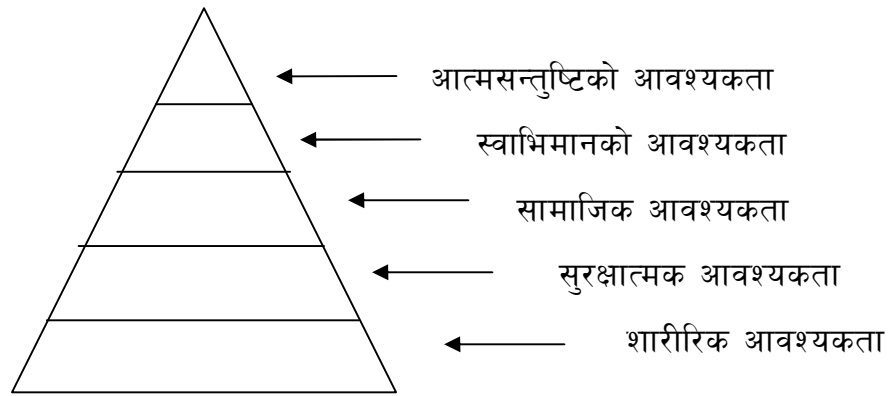 आत्मसन्तुष्टिको आवश्यकता
स्वाभिमानको आवश्यकता
सामाजिक आवश्यकता
सुरक्षात्मक आवश्यकता
शारीरिक आवश्यकता